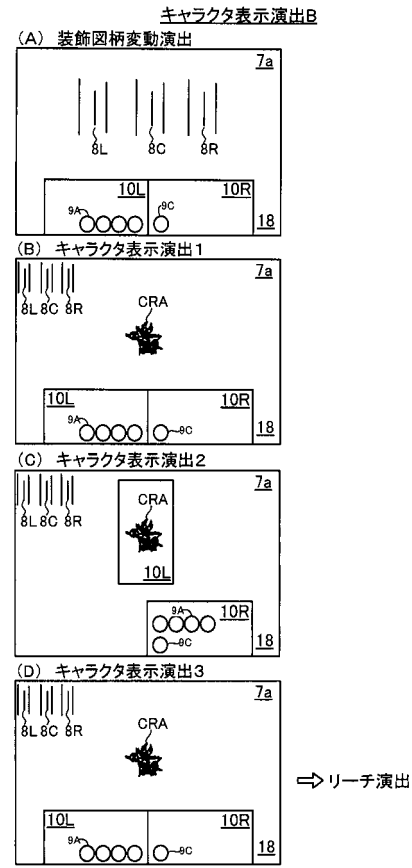 キャラクタ表示演出B
(A) 装飾図柄変動演出
7a
8L 8C 8R
10L 10R
9A 9C
18
(B) キャラクタ表示演出1
7a
8L 8C 8R
CRA
10L 10R
9A 9C
18
(C) キャラクタ表示演出2
7a
8L 8C 8R
CRA
10L
9A 10R
9C
18
(D) キャラクタ表示演出3
7a
8L 8C 8R
CRA
⇨リーチ演出
10L 10R
9A 9C
18